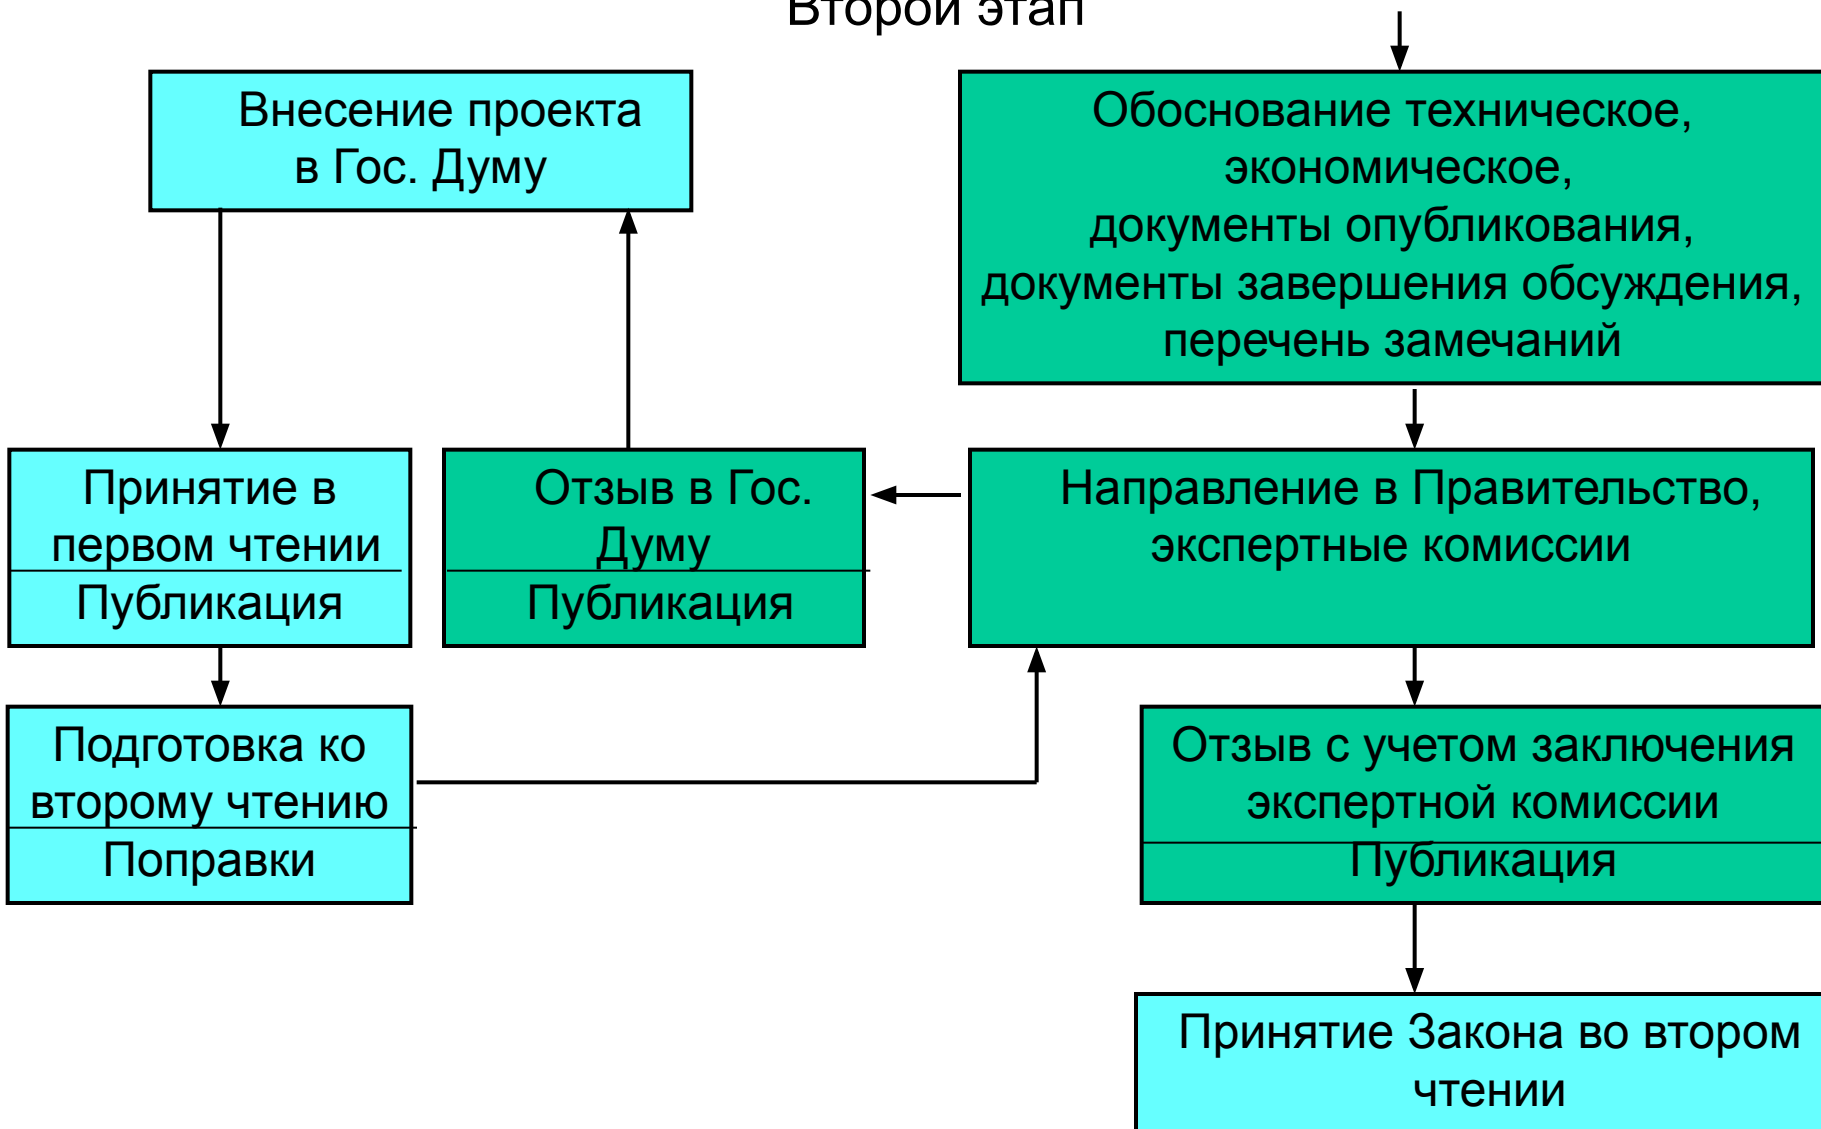 Второй этап
Внесение проекта
в Гос. Думу
Обоснование техническое,
экономическое,
документы опубликования,
документы завершения обсуждения,
перечень замечаний
Принятие в
первом чтении
Публикация
Отзыв в Гос.
Думу
Публикация
Направление в Правительство,
экспертные комиссии
Подготовка ко
второму чтению
Поправки
Отзыв с учетом заключения
экспертной комиссии
Публикация
Принятие Закона во втором
чтении